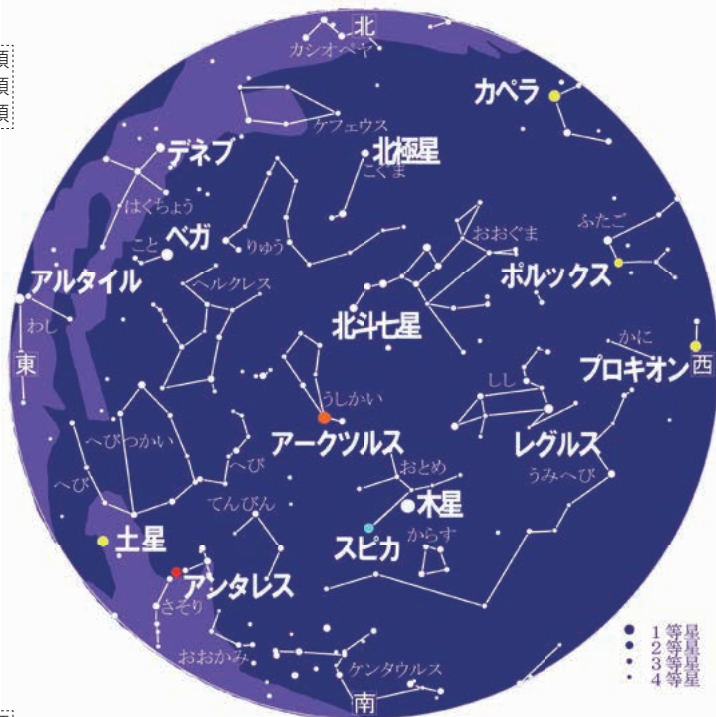 頃
頃
頃
北
カシオペヤ
カペラ
ケフェウス
デネブ
北極星
こぐま
はくちょう
ふたご
こと
ベガ
りゅう
おおぐま
ポルックス
アルタイル
ヘルクレス
わし
北斗七星
かに
東
プロキオン
西
うしかい
しし
アークツルス
レグルス
へびつかい
へび
へび
おとめ
うみへび
てんびん
木星
土星
スピカ
からす
アンタレス
さそり
おおかみ
ケンタウルス
南
1等星
2等星
3等星
4等星